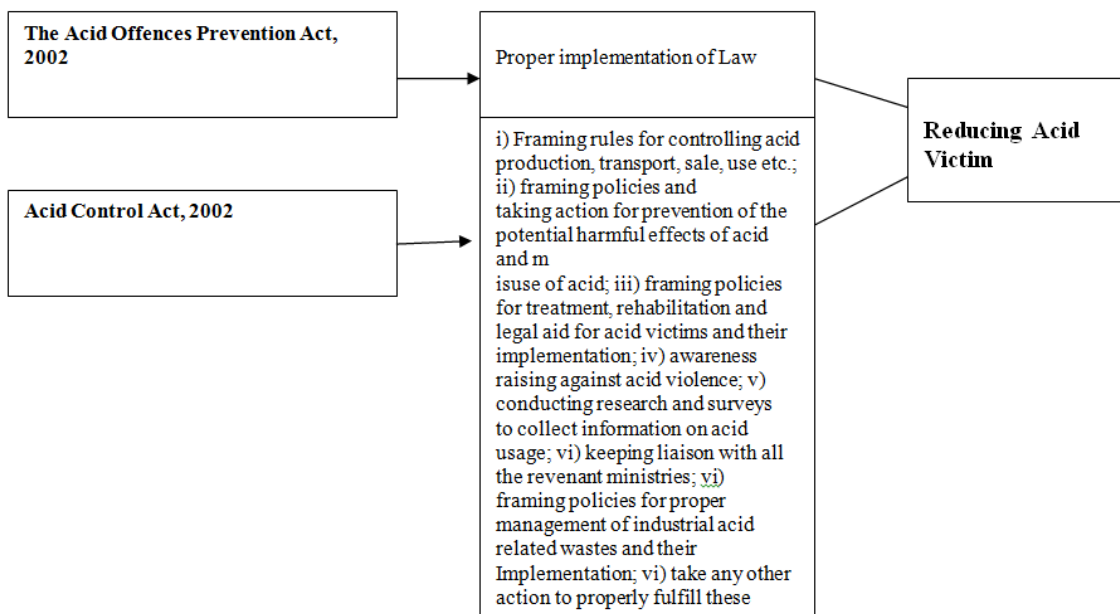 The Acid Offences Prevention Act,
2002
Proper implementation of Law
Reducing Acid
Victim
Acid Control Act, 2002
i) Framing rules for controlling acid
production, transport, sale, use etc.;
ii) framing policies and
taking action for prevention of the
potential harmful effects of acid
and m
isuse of acid; iii) framing policies
for treatment, rehabilitation and
legal aid for acid victims and their
implementation; iv) awareness
raising against acid violence; v)
conducting research and surveys
to collect information on acid
usage; vi) keeping liaison with all
the revenant ministries; vi)
framing policies for proper
management of industrial acid
related wastes and their
Implementation; vi) take any other
action to properly fulfill these